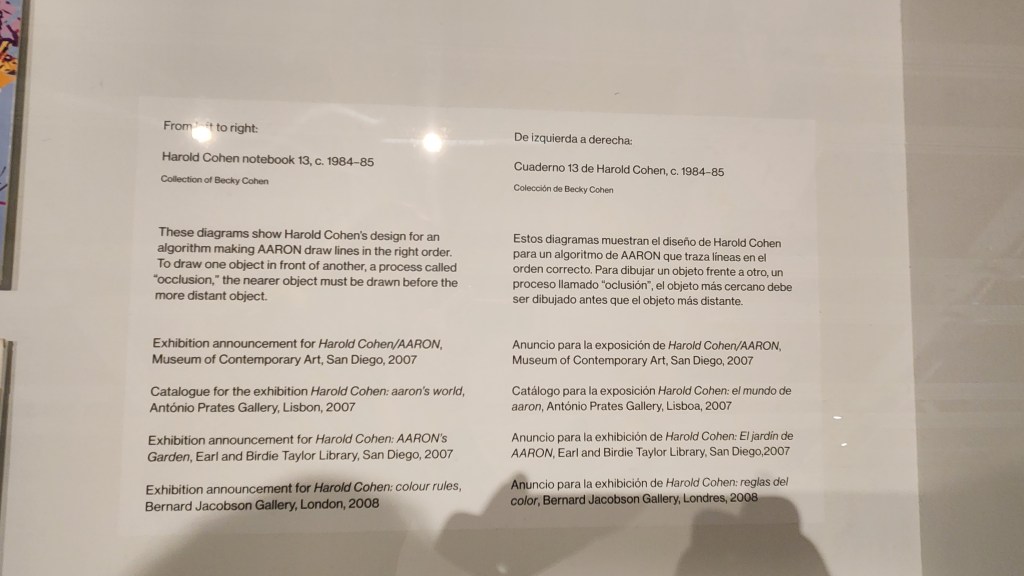 From left to right:
Harold Cohen notebook 13, c. 1984–85
Collection of Becky Cohen
These diagrams show Harold Cohen's design for an
algorithm making AARON draw lines in the right order.
To draw one object in front of another, a process called
"occlusion," the nearer object must be drawn before the
more distant object.
Exhibition announcement for Harold Cohen/AARON,
Museum of Contemporary Art, San Diego, 2007
Catalogue for the exhibition Harold Cohen: aaron's world,
António Prates Gallery, Lisbon, 2007
Exhibition announcement for Harold Cohen: AARON's
Garden, Earl and Birdie Taylor Library, San Diego, 2007
Exhibition announcement for Harold Cohen: colour rules,
Bernard Jacobson Gallery, London, 2008
De izquierda a derecha:
Cuaderno 13 de Harold Cohen, c. 1984–85
Colección de Becky Cohen
Estos diagramas muestran el diseño de Harold Cohen
para un algoritmo de AARON que traza líneas en el
orden correcto. Para dibujar un objeto frente a otro, un
proceso llamado "oclusión", el objeto más cercano debe
ser dibujado antes que el objeto más distante.
Anuncio para la exposición de Harold Cohen/AARON,
Museum of Contemporary Art, San Diego, 2007
Catálogo para la exposición Harold Cohen: el mundo de
aaron, António Prates Gallery, Lisboa, 2007
Anuncio para la exhibición de Harold Cohen: El jardín de
AARON, Earl and Birdie Taylor Library, San Diego,2007
Anuncio para la exhibición de Harold Cohen: reglas del
color, Bernard Jacobson Gallery, Londres, 2008